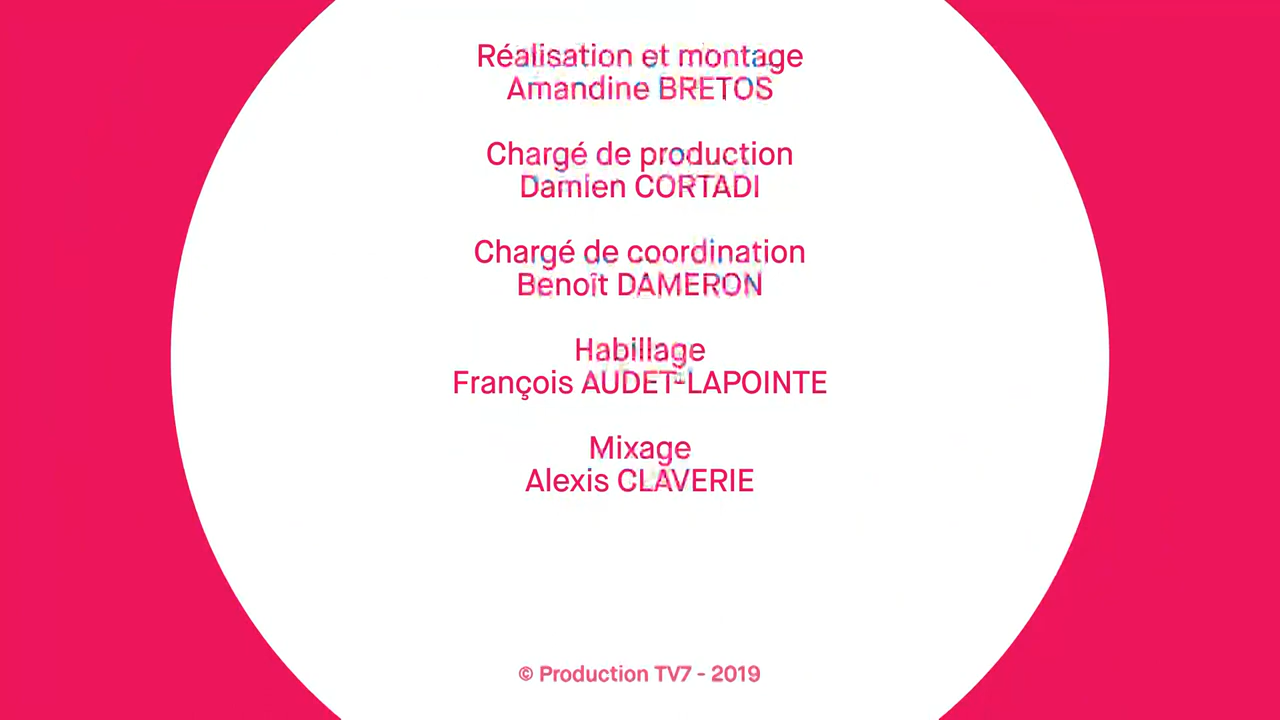 Réalisation et montage
Amandine BRETOS
Chargé de production
Damien CORTADI
Chargé de coordination
Benoît DAMERON
Habillage
François AUDET-LAPOINTE
Mixage
Alexis CLAVERIE
© Production TV7 - 2019